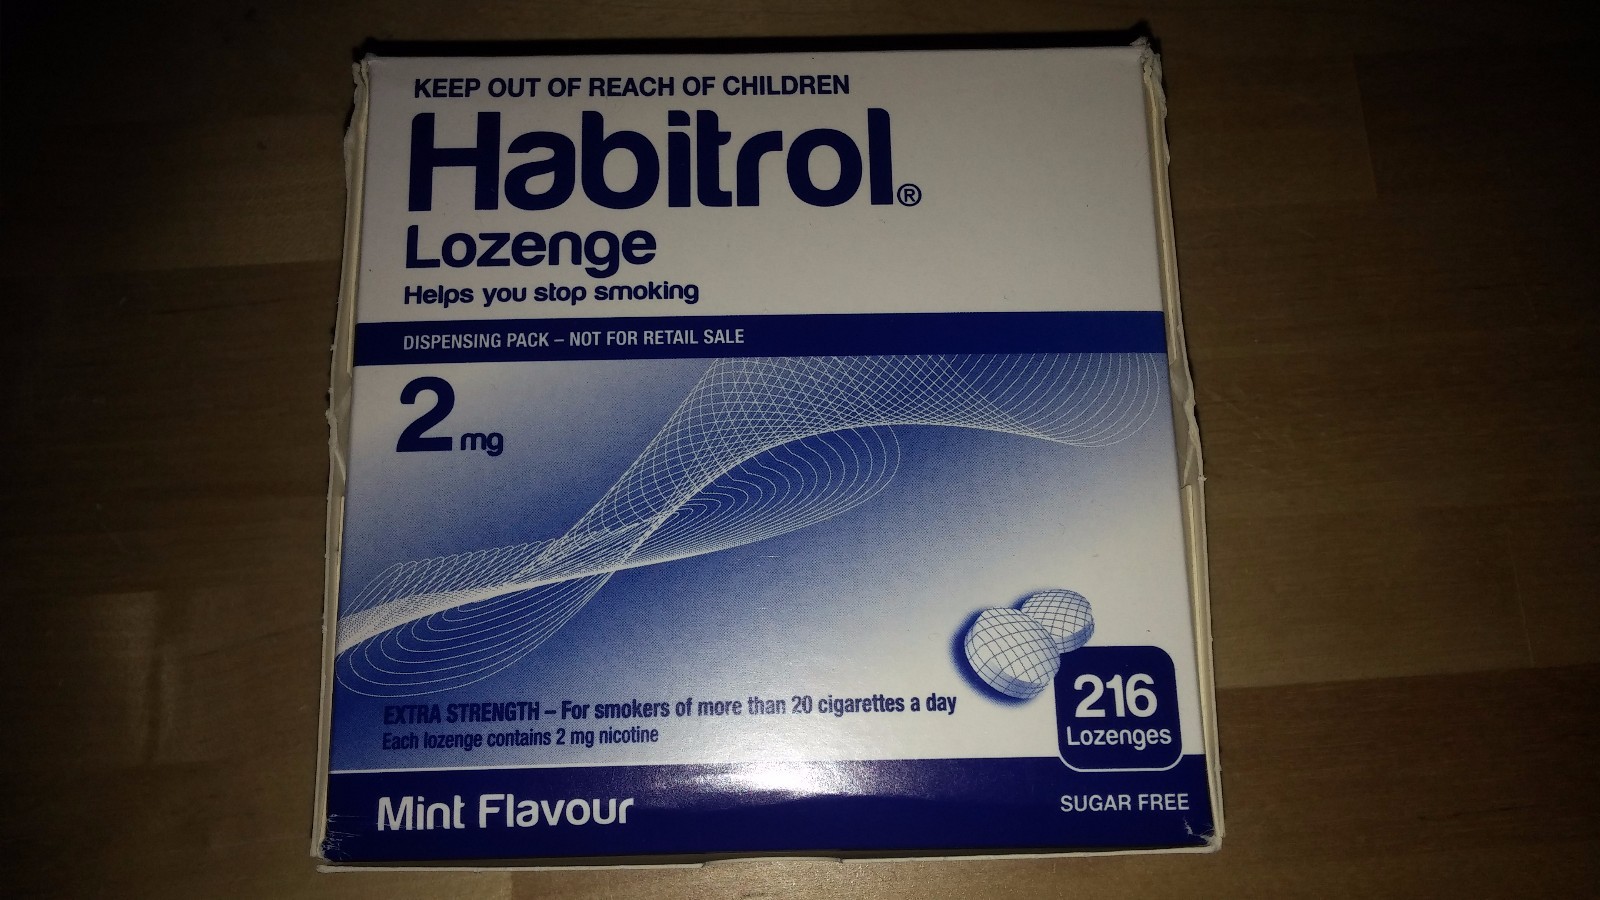 KEEP OUT OF REACH OF CHILDREN
Habitrol®
Lozenge
Helps you stop smoking
DISPENSING PACK – NOT FOR RETAIL SALE
2 mg
EXTRA STRENGTH – For smokers of more than 20 cigarettes a day
Each lozenge contains 2 mg nicotine
216
Lozenges
Mint Flavour
SUGAR FREE